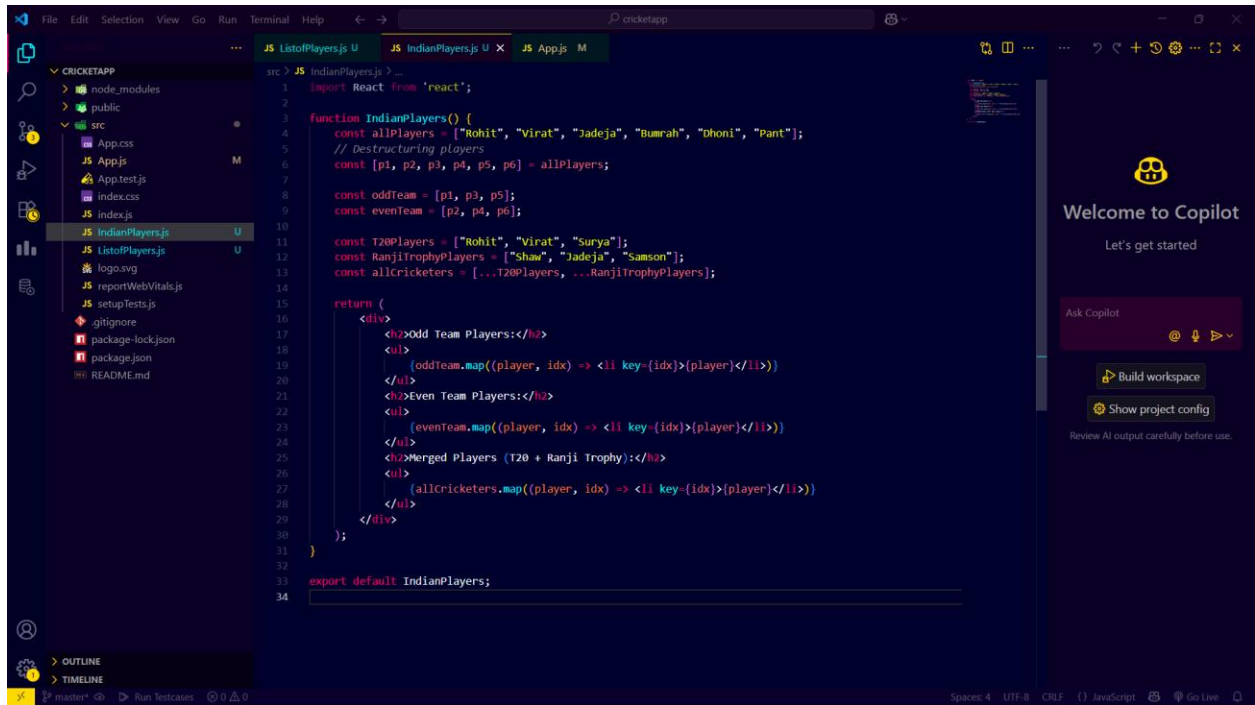 File Edit Selection View Go Run Terminal Help
cricketapp
CRICKETAPP
node_modules
public
src
App.css
JS App.js M
App.test.js
index.css
JS index.js
JS IndianPlayers.js U
JS ListofPlayers.js U
logo.svg
JS reportWebVitals.js
JS setupTests.js
.gitignore
package-lock.json
package.json
README.md
OUTLINE
TIMELINE
JS ListofPlayers.js U JS IndianPlayers.js U JS App.js M
src > JS IndianPlayers.js > ...
1 import React from 'react';
2
3 function IndianPlayers() {
4 const allPlayers = ["Rohit", "Virat", "Jadeja", "Bumrah", "Dhoni", "Pant"];
5 // Destructuring players
6 const [p1, p2, p3, p4, p5, p6] = allPlayers;
7
8 const oddTeam = [p1, p3, p5];
9 const evenTeam = [p2, p4, p6];
10
11 const T20Players = ["Rohit", "Virat", "Surya"];
12 const RanjiTrophyPlayers = ["Shaw", "Jadeja", "Samson"];
13 const allCricketers = [...T20Players, ...RanjiTrophyPlayers];
14
15 return (
16 <div>
17 <h2>Odd Team Players:</h2>
18 <ul>
19 {oddTeam.map((player, idx) => <li key={idx}>{player}</li>)}
20 </ul>
21 <h2>Even Team Players:</h2>
22 <ul>
23 {evenTeam.map((player, idx) => <li key={idx}>{player}</li>)}
24 </ul>
25 <h2>Merged Players (T20 + Ranji Trophy):</h2>
26 <ul>
27 {allCricketers.map((player, idx) => <li key={idx}>{player}</li>)}
28 </ul>
29 </div>
30 );
31 }
32
33 export default IndianPlayers;
34
Welcome to Copilot
Let's get started
Ask Copilot
Build workspace
Show project config
Review AI output carefully before use.
master* Run Testcases 0 0 Spaces: 4 UTF-8 CRLF {} JavaScript Go Live